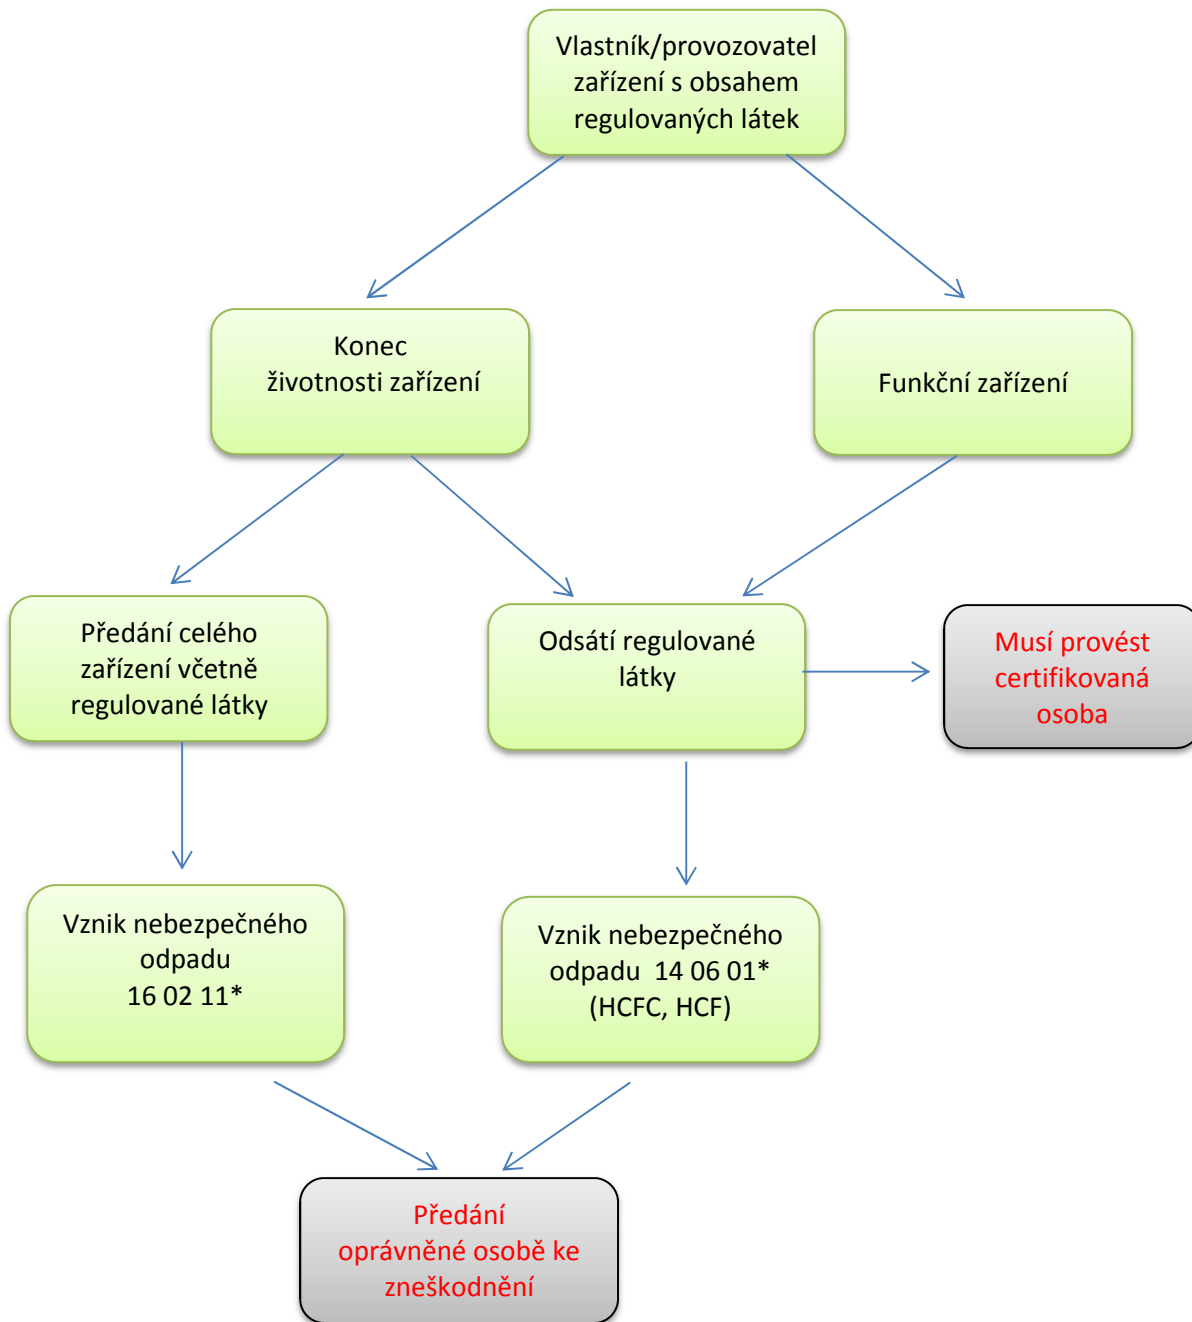 Vlastník/provozovatel
zařízení s obsahem
regulovaných látek
Konec
životnosti zařízení
Funkční zařízení
Předání celého
zařízení včetně
regulované látky
Odsátí regulované
látky
Musí provést
certifikovaná
osoba
Vznik nebezpečného
odpadu
16 02 11*
Vznik nebezpečného
odpadu 14 06 01*
(HCFC, HCF)
Předání
oprávněné osobě ke
zneškodnění